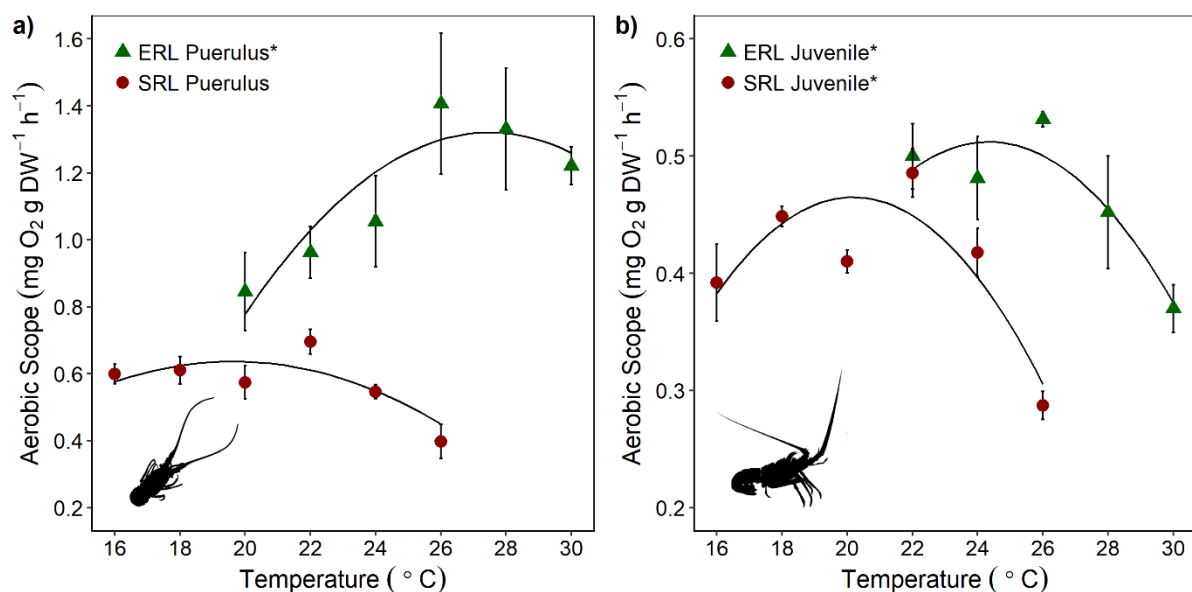 a)
ERL Puerulus*
SRL Puerulus
Aerobic Scope (mg O₂ g DW⁻¹ h⁻¹)
1.6
1.4
1.2
1.0
0.8
0.6
0.4
0.2
16 18 20 22 24 26 28 30
Temperature ( ° C)
b)
ERL Juvenile*
SRL Juvenile*
Aerobic Scope (mg O₂ g DW⁻¹ h⁻¹)
0.6
0.5
0.4
0.3
0.2
16 18 20 22 24 26 28 30
Temperature ( ° C)